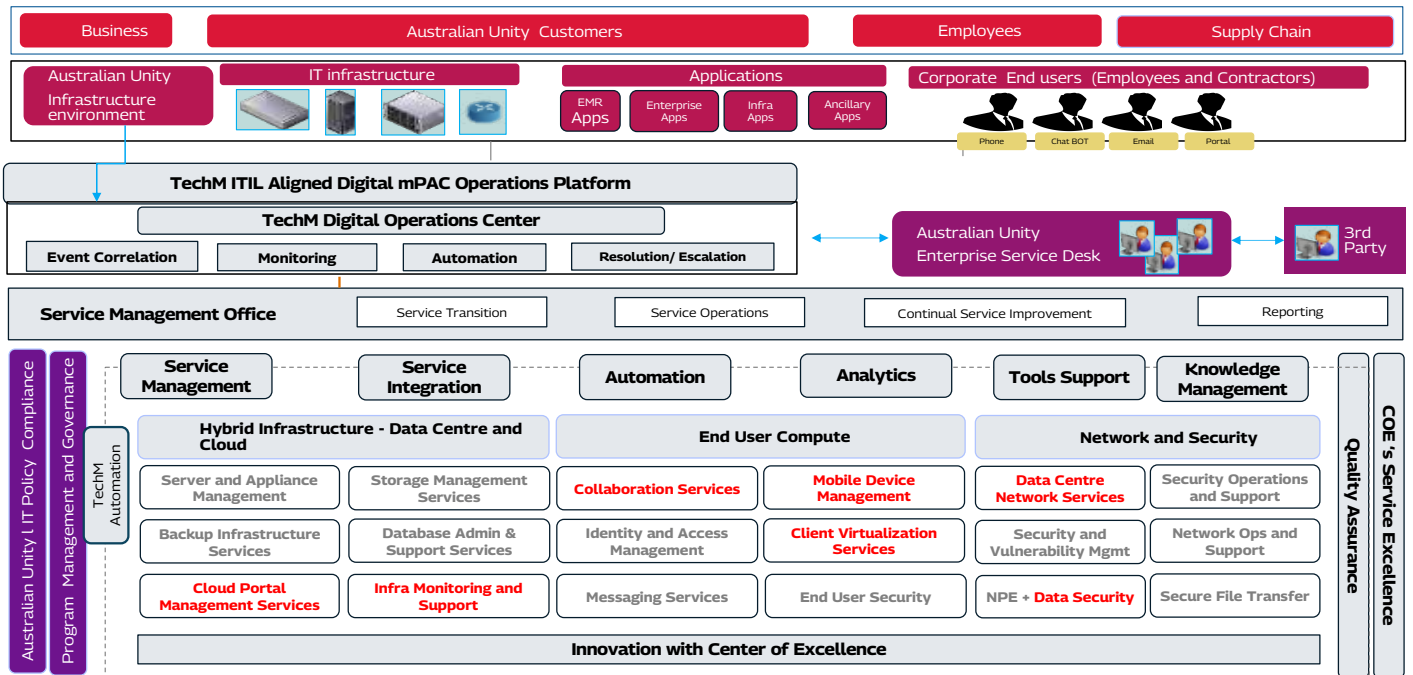 Business
Australian Unity Customers
Employees
Supply Chain
Australian Unity
Infrastructure
environment
IT infrastructure
Applications
EMR
Apps
Enterprise
Apps
Infra
Apps
Ancillary
Apps
Corporate End users (Employees and Contractors)
Phone
Chat BOT
Email
Portal
TechM ITIL Aligned Digital mPAC Operations Platform
TechM Digital Operations Center
Event Correlation
Monitoring
Automation
Resolution/ Escalation
Australian Unity
Enterprise Service Desk
3rd
Party
Service Management Office
Service Transition
Service Operations
Continual Service Improvement
Reporting
Australian Unity l IT Policy Compliance
Program Management and Governance
TechM
Automation
Service
Management
Service
Integration
Automation
Analytics
Tools Support
Knowledge
Management
Hybrid Infrastructure - Data Centre and
Cloud
End User Compute
Network and Security
Server and Appliance
Management
Storage Management
Services
Collaboration Services
Mobile Device
Management
Data Centre
Network Services
Security Operations
and Support
Backup Infrastructure
Services
Database Admin &
Support Services
Identity and Access
Management
Client Virtualization
Services
Security and
Vulnerability Mgmt
Network Ops and
Support
Cloud Portal
Management Services
Infra Monitoring and
Support
Messaging Services
End User Security
NPE + Data Security
Secure File Transfer
Innovation with Center of Excellence
Quality Assurance
COE 's Service Excellence